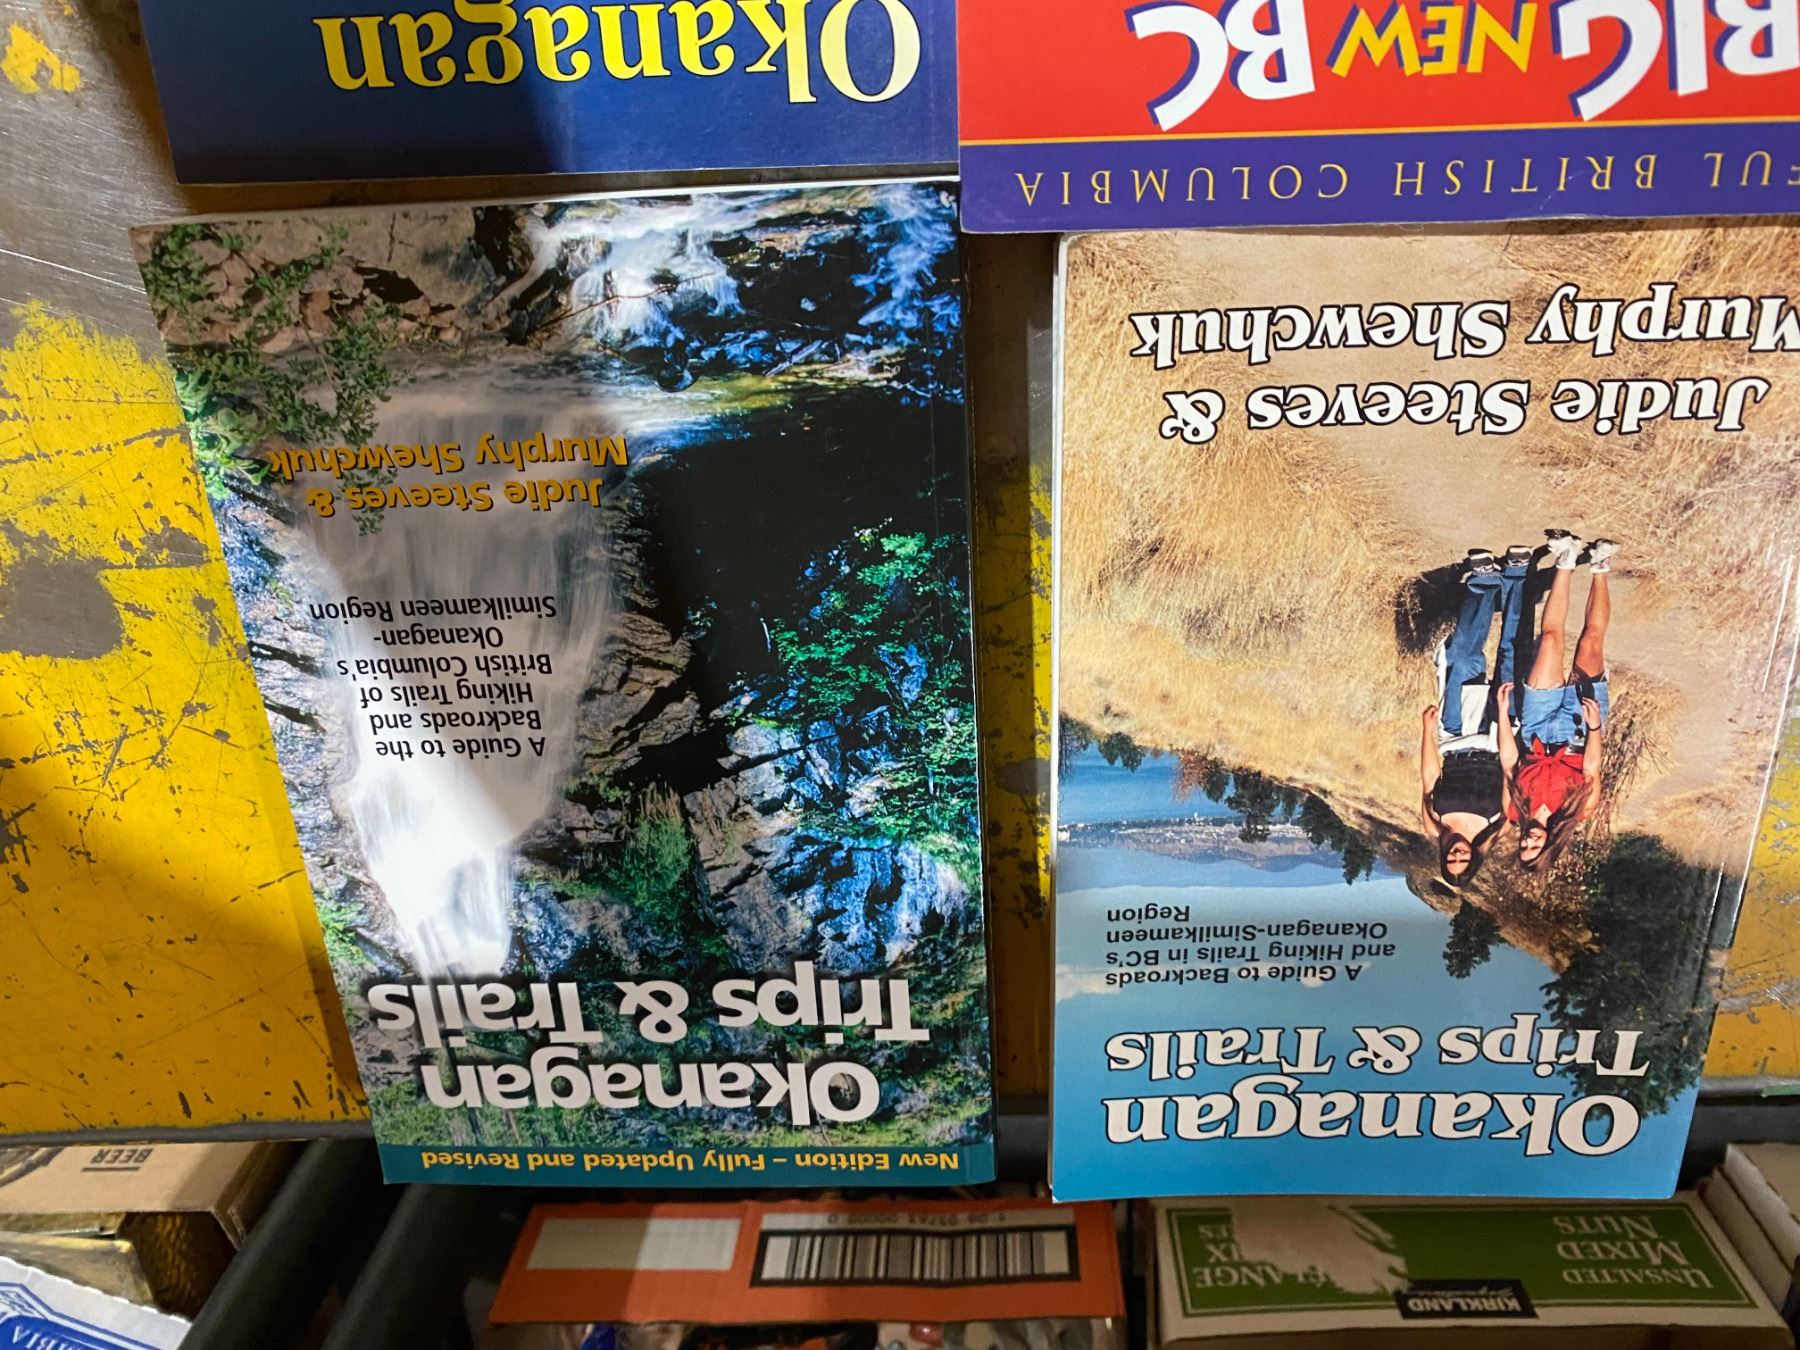 Okanagan
BIG NEW BC
FUL BRITISH COLUMBIA
New Edition – Fully Updated and Revised
Okanagan
Trips & Trails
A Guide to the
Backroads and
Hiking Trails of
British Columbia's
Okanagan-
Similkameen Region
Judie Steeves &
Murphy Shewchuk
Okanagan
Trips & Trails
A Guide to Backroads
and Hiking Trails in BC's
Okanagan-Similkameen
Region
Judie Steeves &
Murphy Shewchuk
BEER
KIRKLAND
Signature
UNSALTED
MIXED
NUTS